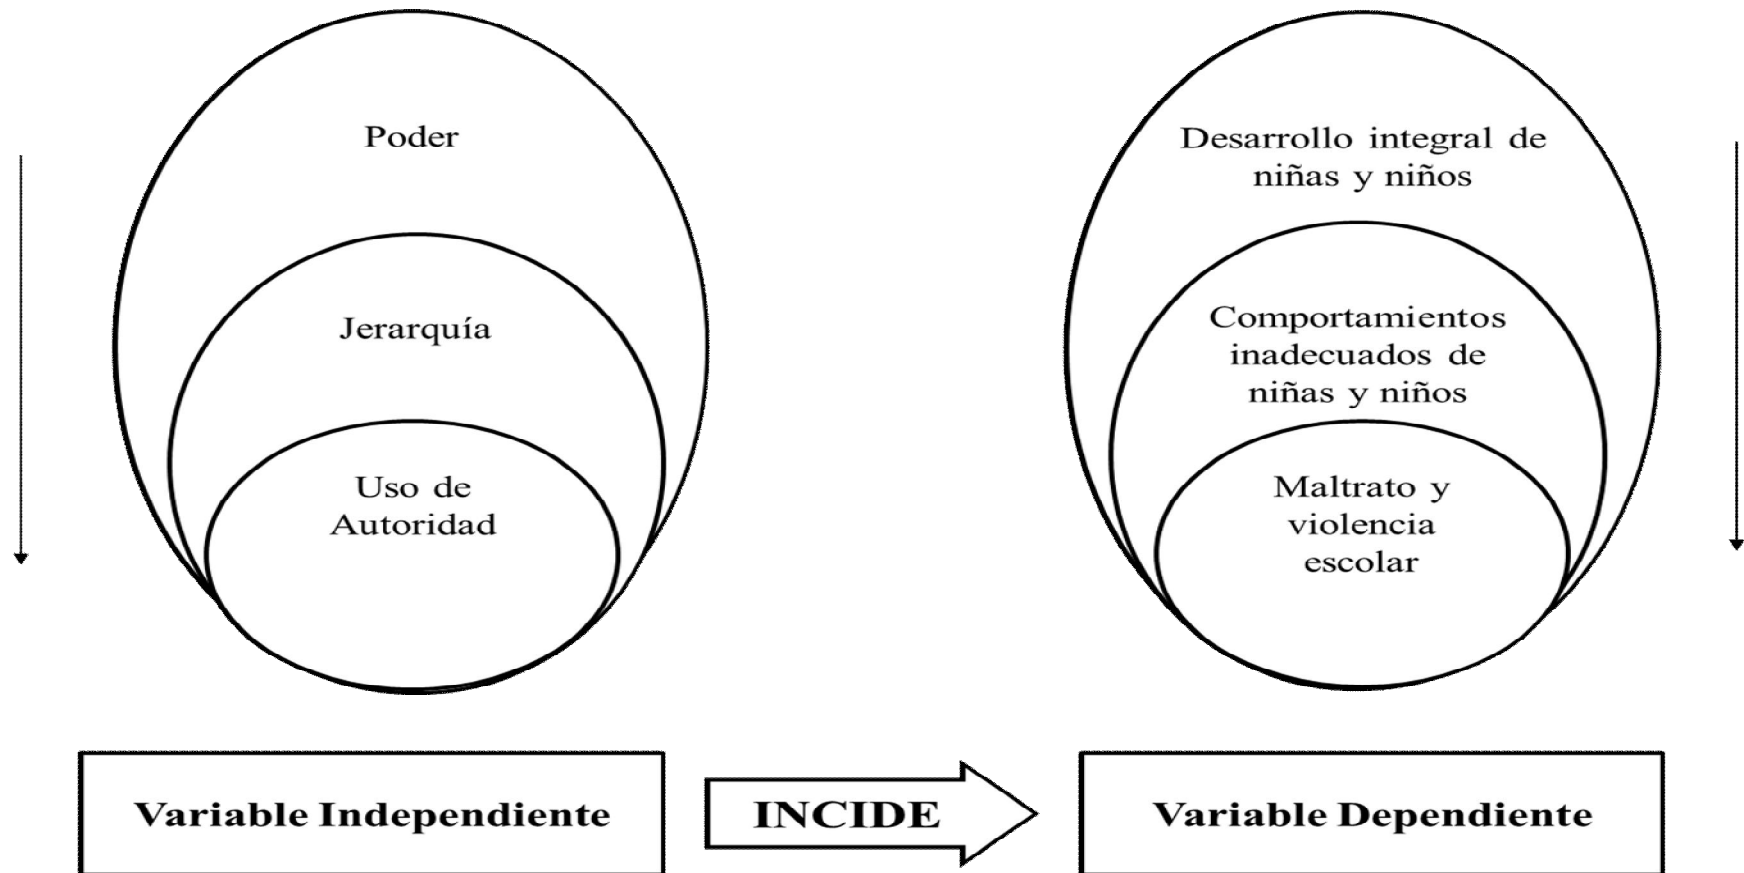 Poder
Jerarquía
Uso de
Autoridad
Desarrollo integral de
niñas y niños
Comportamientos
inadecuados de
niñas y niños
Maltrato y
violencia
escolar
Variable Independiente
INCIDE
Variable Dependiente